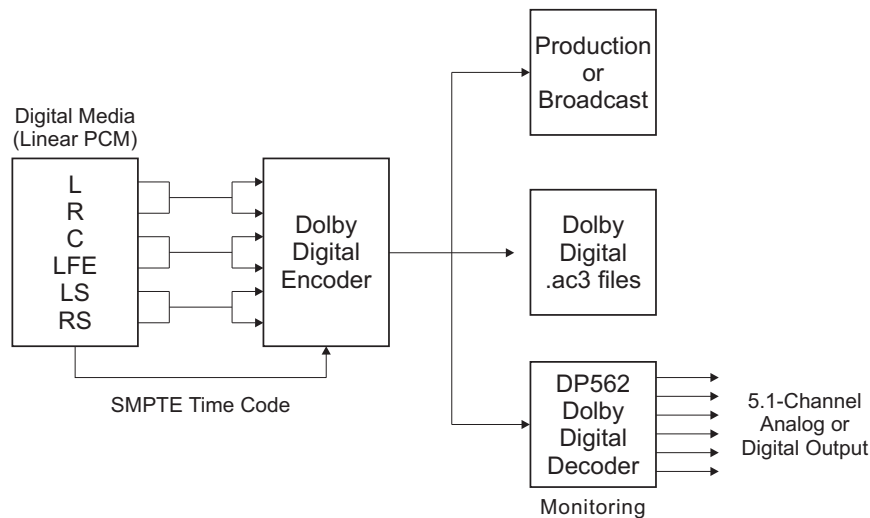 Digital Media
(Linear PCM)
L
R
C
LFE
LS
RS
SMPTE Time Code
Dolby
Digital
Encoder
Production
or
Broadcast
Dolby
Digital
.ac3 files
DP562
Dolby
Digital
Decoder
Monitoring
5.1-Channel
Analog or
Digital Output